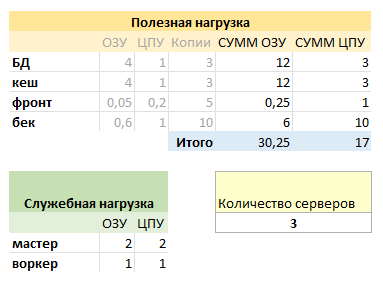 Полезная нагрузка
ОЗУ ЦПУ Копии СУММ ОЗУ СУММ ЦПУ
БД 4 1 3 12 3
кеш 4 1 3 12 3
фронт 0,05 0,2 5 0,25 1
бек 0,6 1 10 6 10
Итого 30,25 17
Служебная нагрузка
ОЗУ ЦПУ
мастер 2 2
воркер 1 1
Количество серверов
3